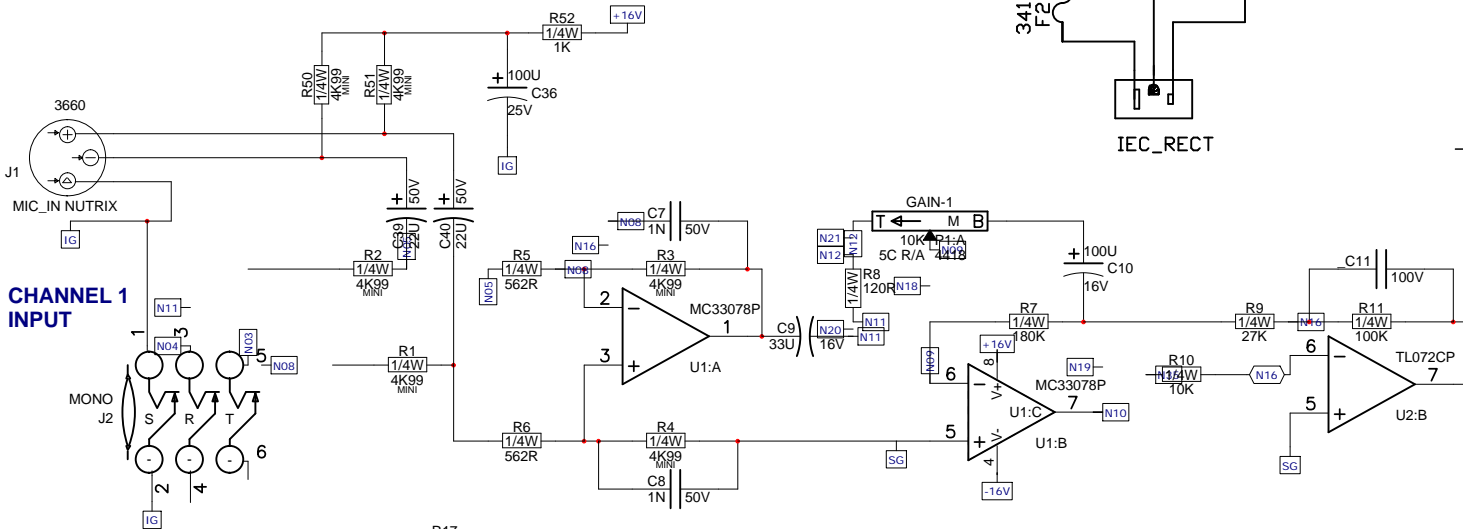 R52
1/4W
1K
+16V
341
F2
R50
1/4W
4K99
MINI
R51
1/4W
4K99
MINI
+
100U
C36
25V
IG
IEC_RECT
3660
J1
MIC_IN NUTRIX
IG
+
50V
C39
22U
+
50V
C40
22U
R2
1/4W
4K99
MINI
CHANNEL 1
INPUT
N11
N04
N03
N08
1
3
5
MONO
J2
S
R
T
2
4
6
IG
R1
1/4W
4K99
MINI
N05
R5
1/4W
562R
N16
N08
N08
C7
1N
50V
R3
1/4W
4K99
MINI
2
3
MC33078P
1
U1:A
R6
1/4W
562R
R4
1/4W
4K99
MINI
C8
1N
50V
C9
33U
16V
N20
N11
N11
N21
N12
N12
R8
1/4W
120R
GAIN-1
T
M
B
10K
P1:A
5C R/A
4418
N09
N18
+
100U
C10
16V
R7
1/4W
180K
N09
+16V
8
V+
6
5
MC33078P
U1:C
7
U1:B
V-
4
-16V
SG
N19
N10
R9
1/4W
27K
N16
_C11
100V
R11
1/4W
100K
R10
1/4W
10K
N16
6
5
TL072CP
7
U2:B
SG
R17